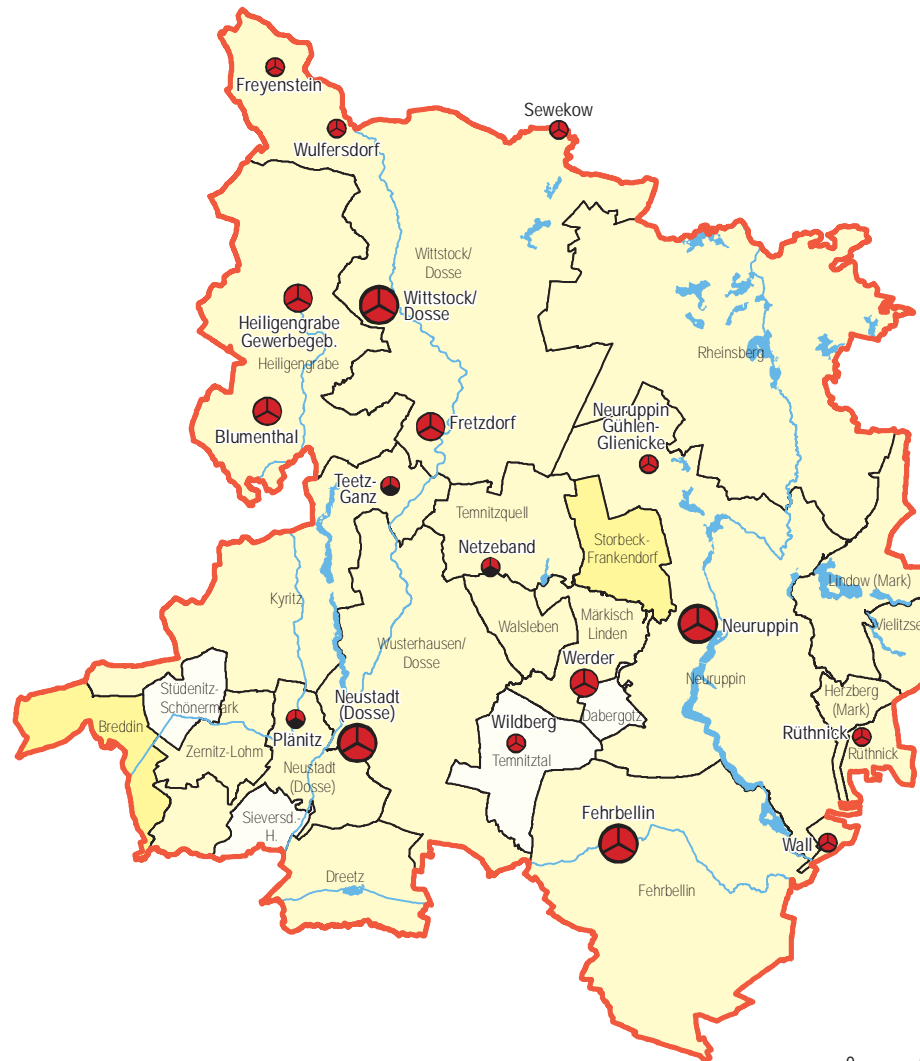 Freyenstein
Sewekow
Wulfersdorf
Wittstock/
Dosse
Wittstock/
Dosse
Heiligengrabe
Gewerbegeb.
Heiligengrabe
Rheinsberg
Blumenthal
Fretzdorf
Neuruppin
Gühlen-
Glienicke
Teetz-
Ganz
Temnitzquell
Storbeck-
Frankendorf
Netzeband
Kyritz
Lindow (Mark)
Märkisch
Linden
Walsleben
Neuruppin
Vielitzse
Wusterhausen/
Dosse
Werder
Neuruppin
Stüdenitz-
Schönermark
Neustadt
(Dosse)
Herzberg
(Mark)
Breddin
Dabergotz
Wildberg
Plänitz
Rüthnick
Zernitz-Lohm
Temnitztal
Rüthnick
Neustadt
(Dosse)
Sieversd.-
H.
Fehrbellin
Wall
Dreetz
Fehrbellin